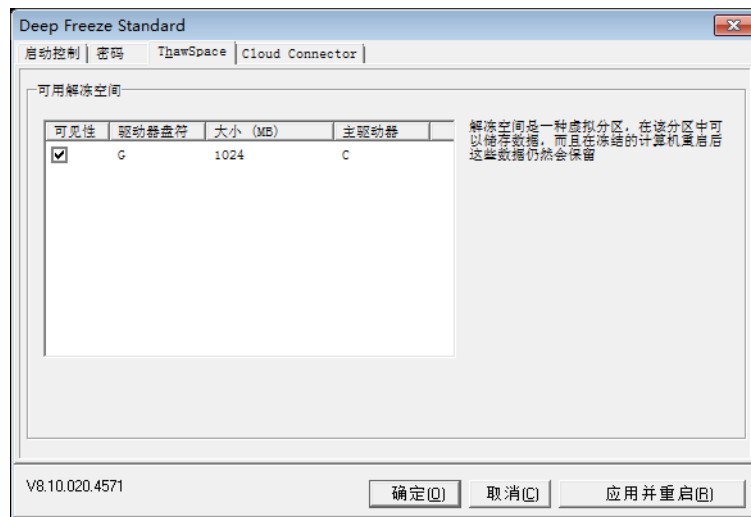 Deep Freeze Standard
启动控制 密码 ThawSpace Cloud Connector
可用解冻空间
可见性 驱动器盘符 大小 (MB) 主驱动器
G 1024 C
解冻空间是一种虚拟分区，在该分区中可
以储存数据，而且在冻结的计算机重启后
这些数据仍然会保留
V8.10.020.4571
确定(O) 取消(C) 应用并重启(R)